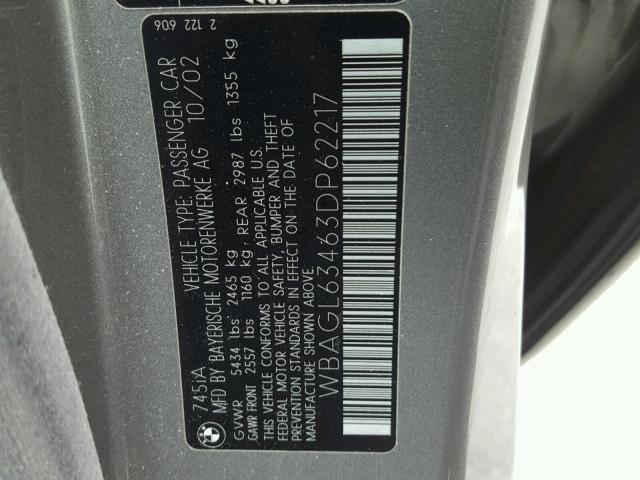 2 122 606
745iA VEHICLE TYPE: PASSENGER CAR
MFD BY BAYERISCHE MOTORENWERKE AG 10/02
GVWR 5434 lbs 2465 kg
GAWR FRONT 2557 lbs 1160 kg, REAR 2987 lbs 1355 kg
THIS VEHICLE CONFORMS TO ALL APPLICABLE U.S.
FEDERAL MOTOR VEHICLE SAFETY, BUMPER AND THEFT
PREVENTION STANDARDS IN EFFECT ON THE DATE OF
MANUFACTURE SHOWN ABOVE.
WBAGL63463DP62217